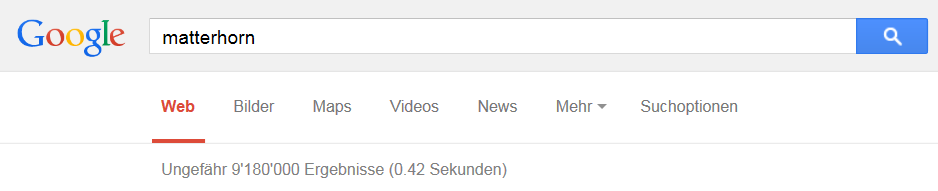 Google matterhorn
Web Bilder Maps Videos News Mehr Suchoptionen
Ungefähr 9'180'000 Ergebnisse (0.42 Sekunden)